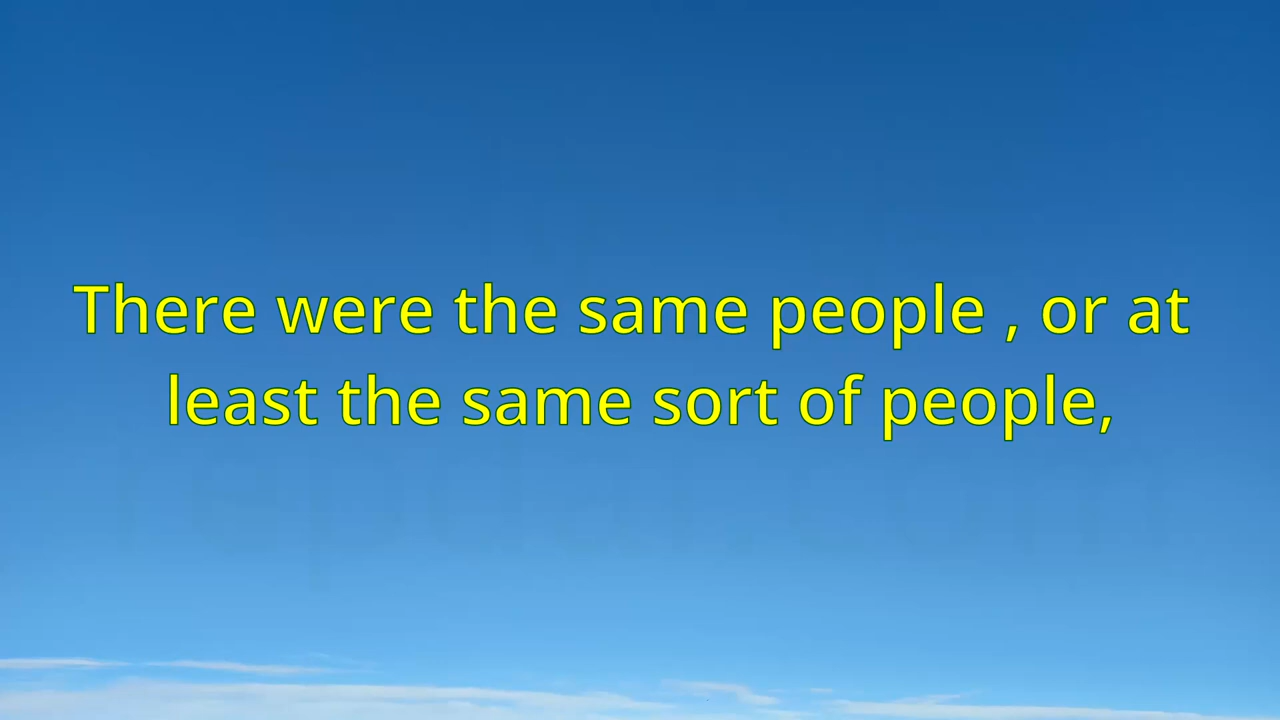 There were the same people , or at
least the same sort of people,